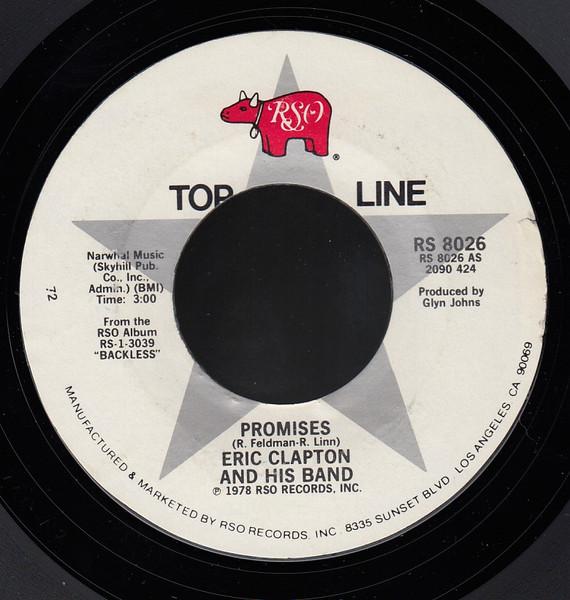 RSO
®
TOP LINE
Narwhal Music
(Skyhill Pub.
Co., Inc.,
Admin.) (BMI)
Time: 3:00
From the
RSO Album
RS-1-3039
"BACKLESS"
72
RS 8026
RS 8026 AS
2090 424
Produced by
Glyn Johns
PROMISES
(R. Feldman-R. Linn)
ERIC CLAPTON
AND HIS BAND
℗ 1978 RSO RECORDS, INC.
MANUFACTURED & MARKETED BY RSO RECORDS, INC. 8335 SUNSET BLVD. LOS ANGELES, CA 90069